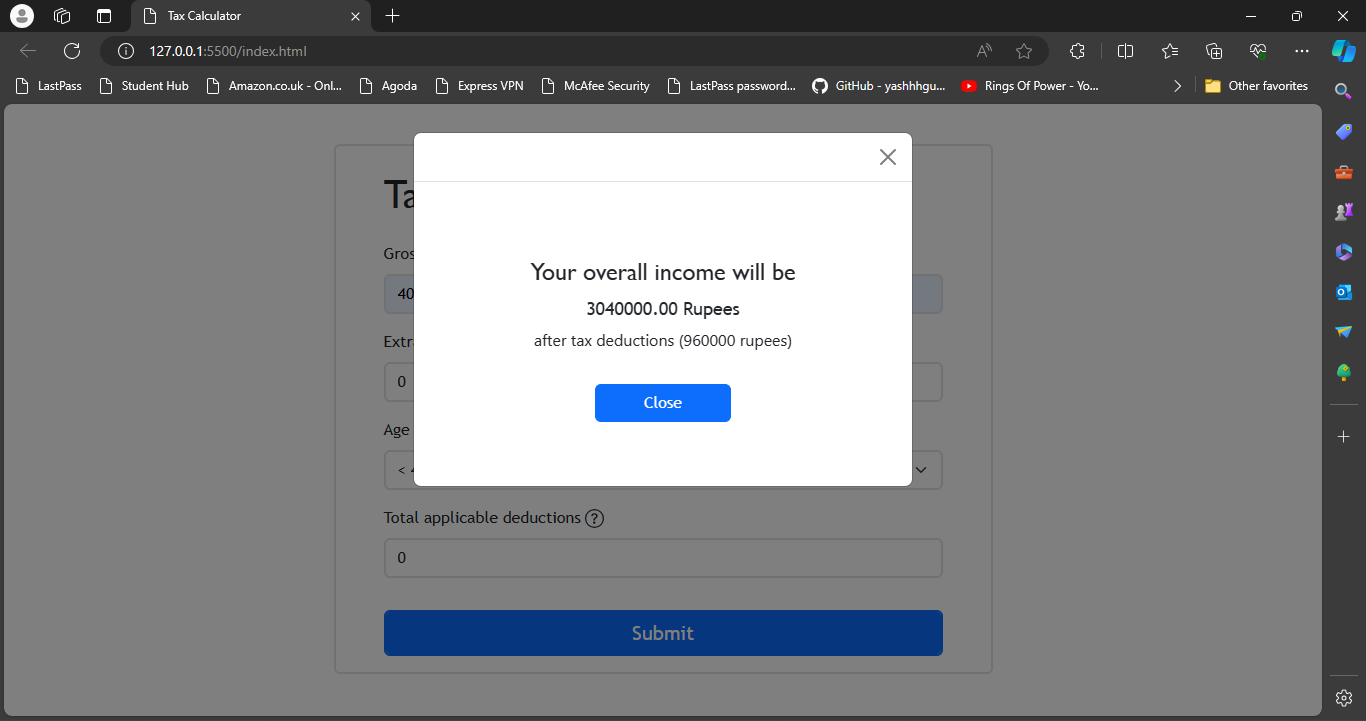 Tax Calculator
127.0.0.1:5500/index.html
LastPass Student Hub Amazon.co.uk - Onl... Agoda Express VPN McAfee Security LastPass password... GitHub - yashhhgu... Rings Of Power - Yo... Other favorites
Ta
Gros
40
Your overall income will be
3040000.00 Rupees
after tax deductions (960000 rupees)
Extr
0
Close
Age
< 4
Total applicable deductions ?
0
Submit